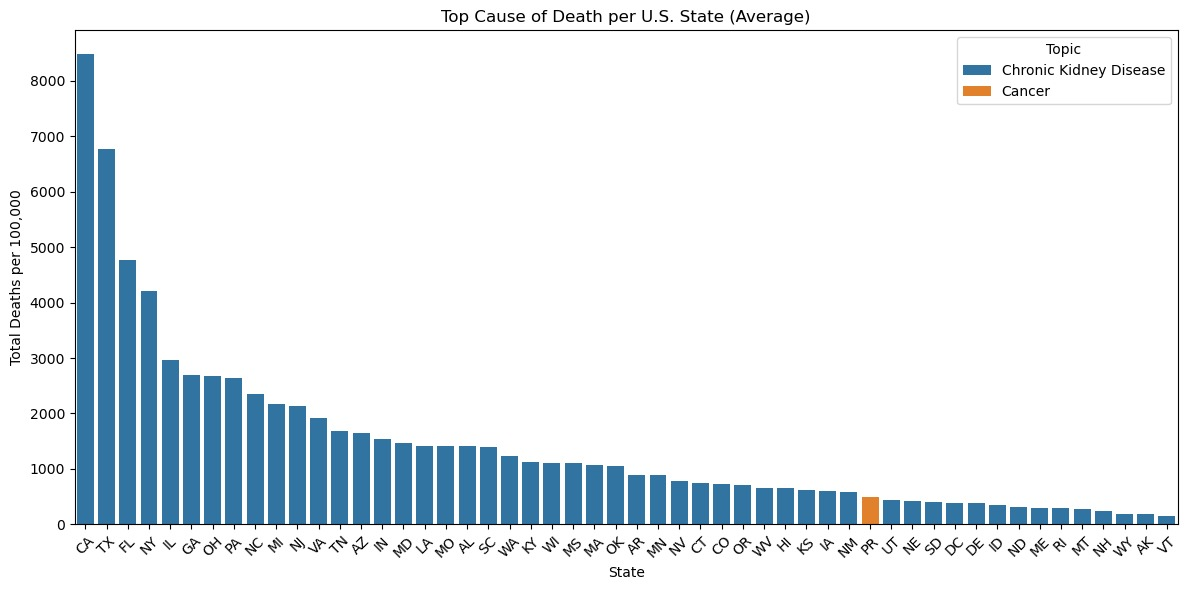 Top Cause of Death per U.S. State (Average)
Topic
Chronic Kidney Disease
Cancer
Total Deaths per 100,000
8000
7000
6000
5000
4000
3000
2000
1000
0
CA TX FL NY IL GA OH PA NC MI NJ VA TN AZ IN MD LA MO AL SC WA KY WI MS MA OK AR MN NV CT CO OR WV HI KS IA NM PR UT NE SD DC DE ID ND ME RI MT NH WY AK VT
State